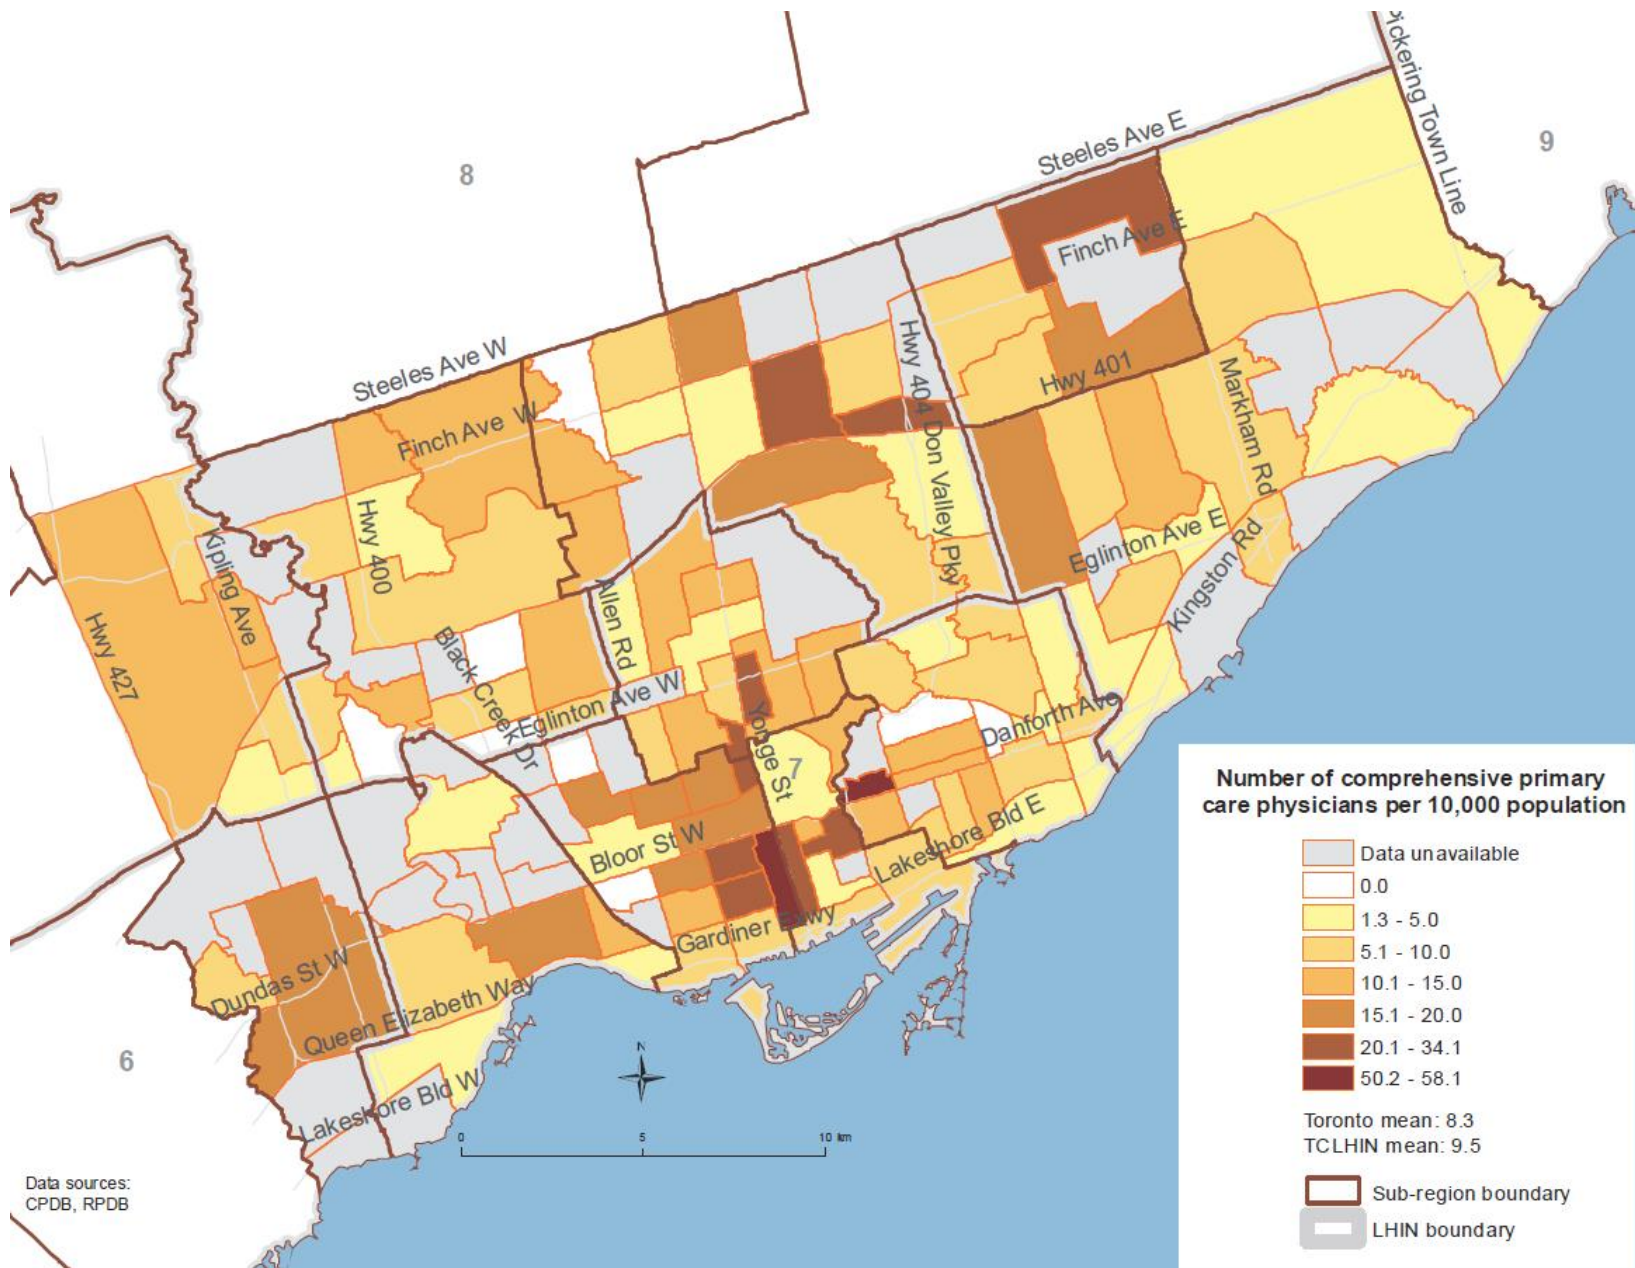 Pickering Town Line
Steeles Ave E
9
8
Finch Ave E
Hwy 404
Steeles Ave W
Hwy 401
Markham Rd
Finch Ave W
Don Valley Pky
Hwy 400
Kipling Ave
Eglinton Ave E
Kingston Rd
Allen Rd
Hwy 427
Black Creek Dr
Eglinton Ave W
Yonge St
Danforth Ave
7
Bloor St W
Lakeshore Bld E
Gardiner Expwy
Dundas St W
Queen Elizabeth Way
6
Lakeshore Bld W
N
0 5 10 km
Data sources:
CPDB, RPDB
Number of comprehensive primary
care physicians per 10,000 population
Data unavailable
0.0
1.3 - 5.0
5.1 - 10.0
10.1 - 15.0
15.1 - 20.0
20.1 - 34.1
50.2 - 58.1
Toronto mean: 8.3
TCLHIN mean: 9.5
Sub-region boundary
LHIN boundary